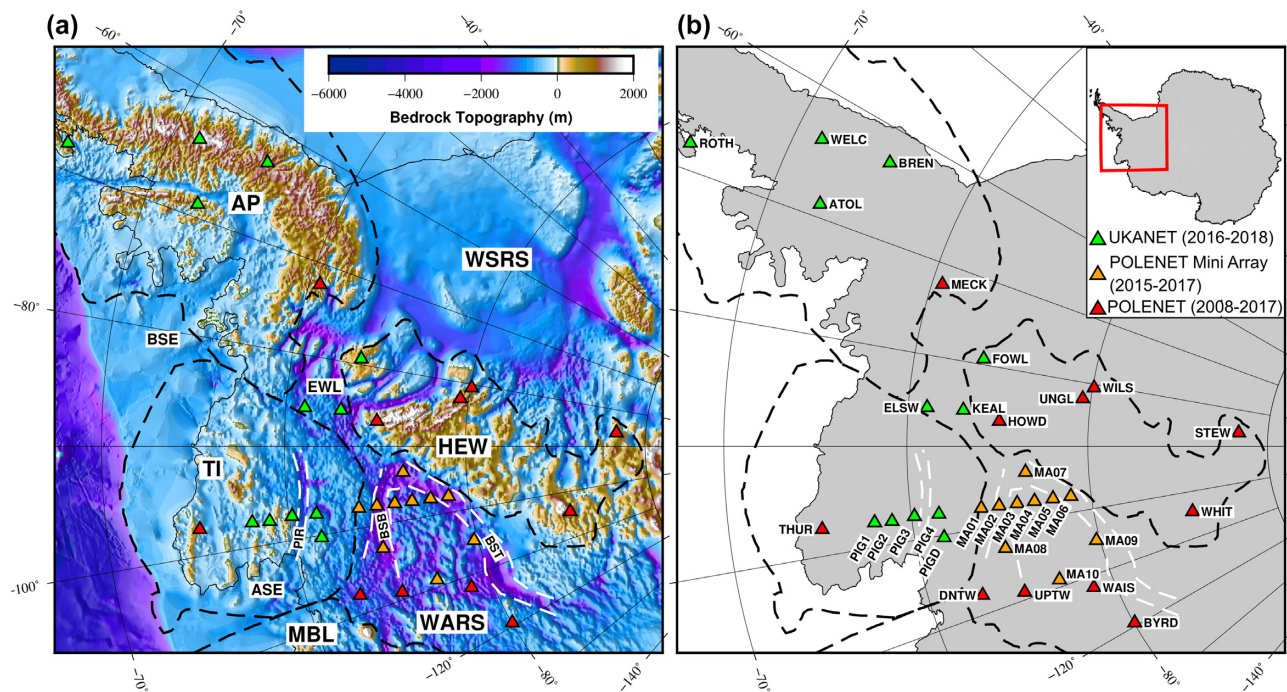 (a)
−60°
−70°
−40°
−6000 −4000 −2000 0 2000
Bedrock Topography (m)
AP
WSRS
−80°
BSE
EWL
TI
HEW
PIR
BSB
BST
ASE
−100°
MBL
WARS
−70°
−120°
−80°
−140°
(b)
−60°
−70°
−40°
ROTH
WELC
BREN
ATOL
UKANET (2016-2018)
POLENET Mini Array
(2015-2017)
POLENET (2008-2017)
MECK
FOWL
WILS
UNGL
ELSW
KEAL
HOWD
STEW
MA07
THUR
PIG1
PIG2
PIG3
PIG4
PIGD
MA01
MA02
MA03
MA04
MA05
MA06
WHIT
MA08
MA09
MA10
DNTW
UPTW
WAIS
BYRD
−70°
−120°
−80°
−140°